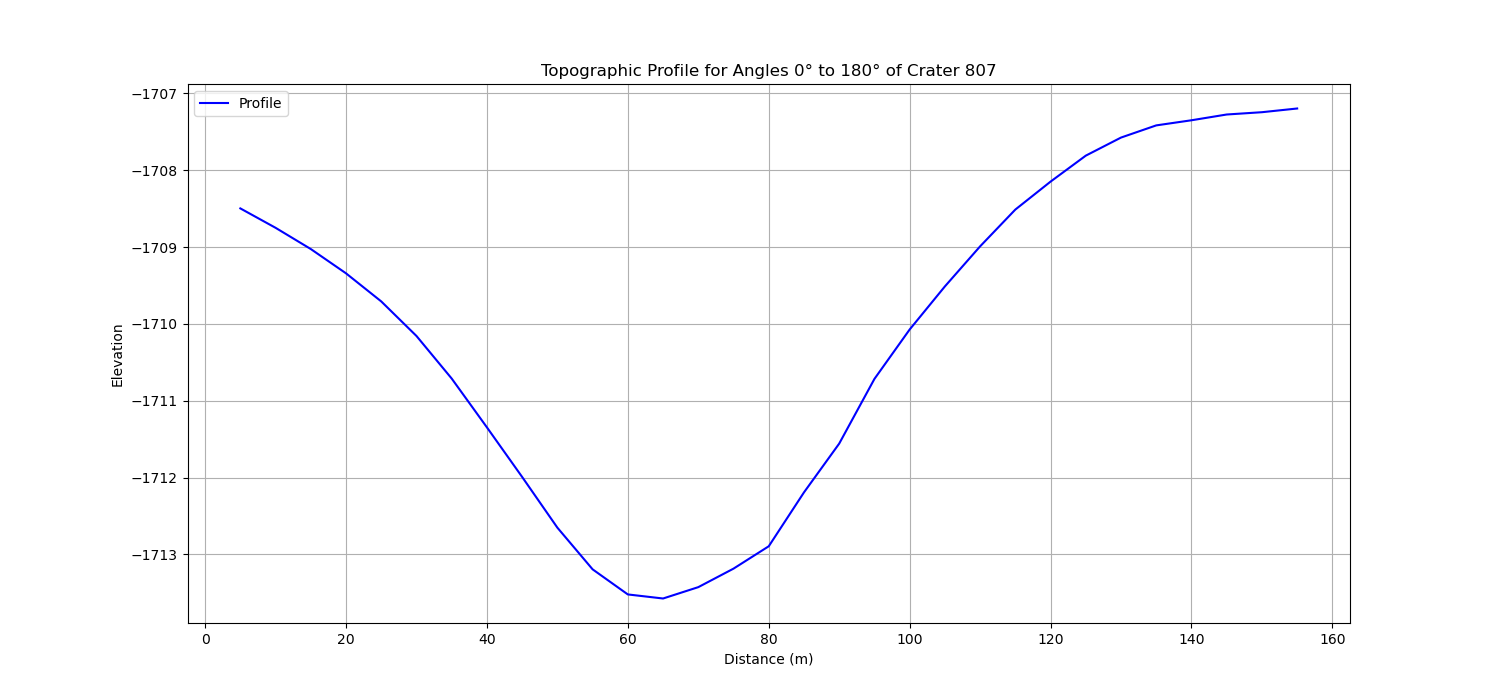 Topographic Profile for Angles 0° to 180° of Crater 807
Profile
−1707
−1708
−1709
−1710
−1711
−1712
−1713
Elevation
0 20 40 60 80 100 120 140 160
Distance (m)